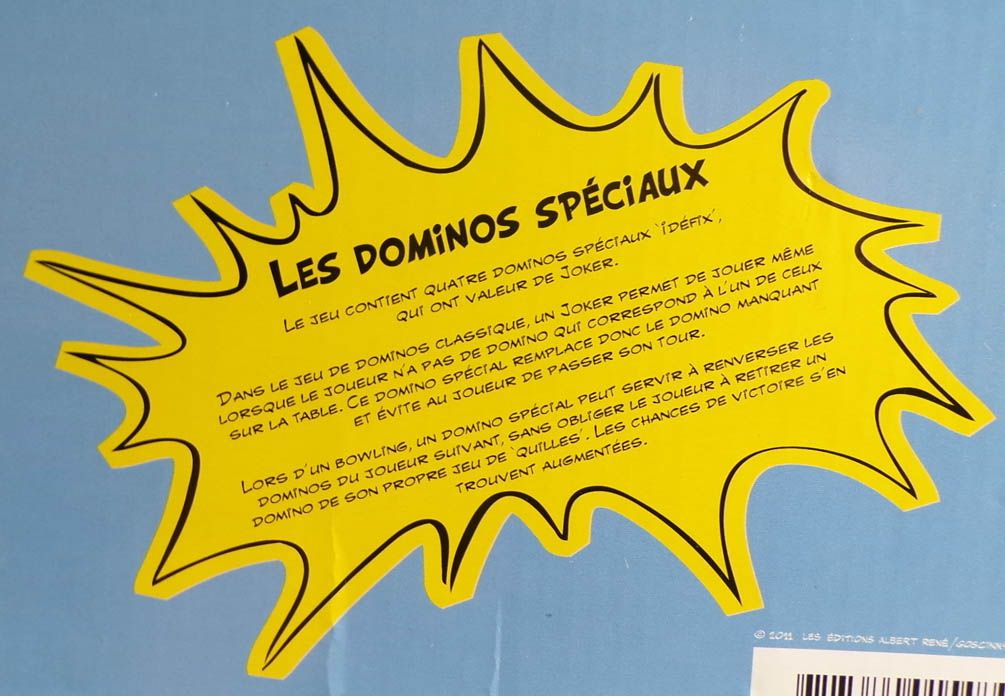 LES DOMINOS SPÉCIAUX
LE JEU CONTIENT QUATRE DOMINOS SPÉCIAUX 'IDÉFIX',
QUI ONT VALEUR DE JOKER.
DANS LE JEU DE DOMINOS CLASSIQUE, UN JOKER PERMET DE JOUER MÊME
LORSQUE LE JOUEUR N'A PAS DE DOMINO QUI CORRESPOND À L'UN DE CEUX
SUR LA TABLE. CE DOMINO SPÉCIAL REMPLACE DONC LE DOMINO MANQUANT
ET ÉVITE AU JOUEUR DE PASSER SON TOUR.
LORS D'UN BOWLING, UN DOMINO SPÉCIAL PEUT SERVIR À RENVERSER LES
DOMINOS DU JOUEUR SUIVANT, SANS OBLIGER LE JOUEUR À RETIRER UN
DOMINO DE SON PROPRE JEU DE 'QUILLES'. LES CHANCES DE VICTOIRE S'EN
TROUVENT AUGMENTÉES.
© 2011 LES ÉDITIONS ALBERT RENÉ/GOSCINNY